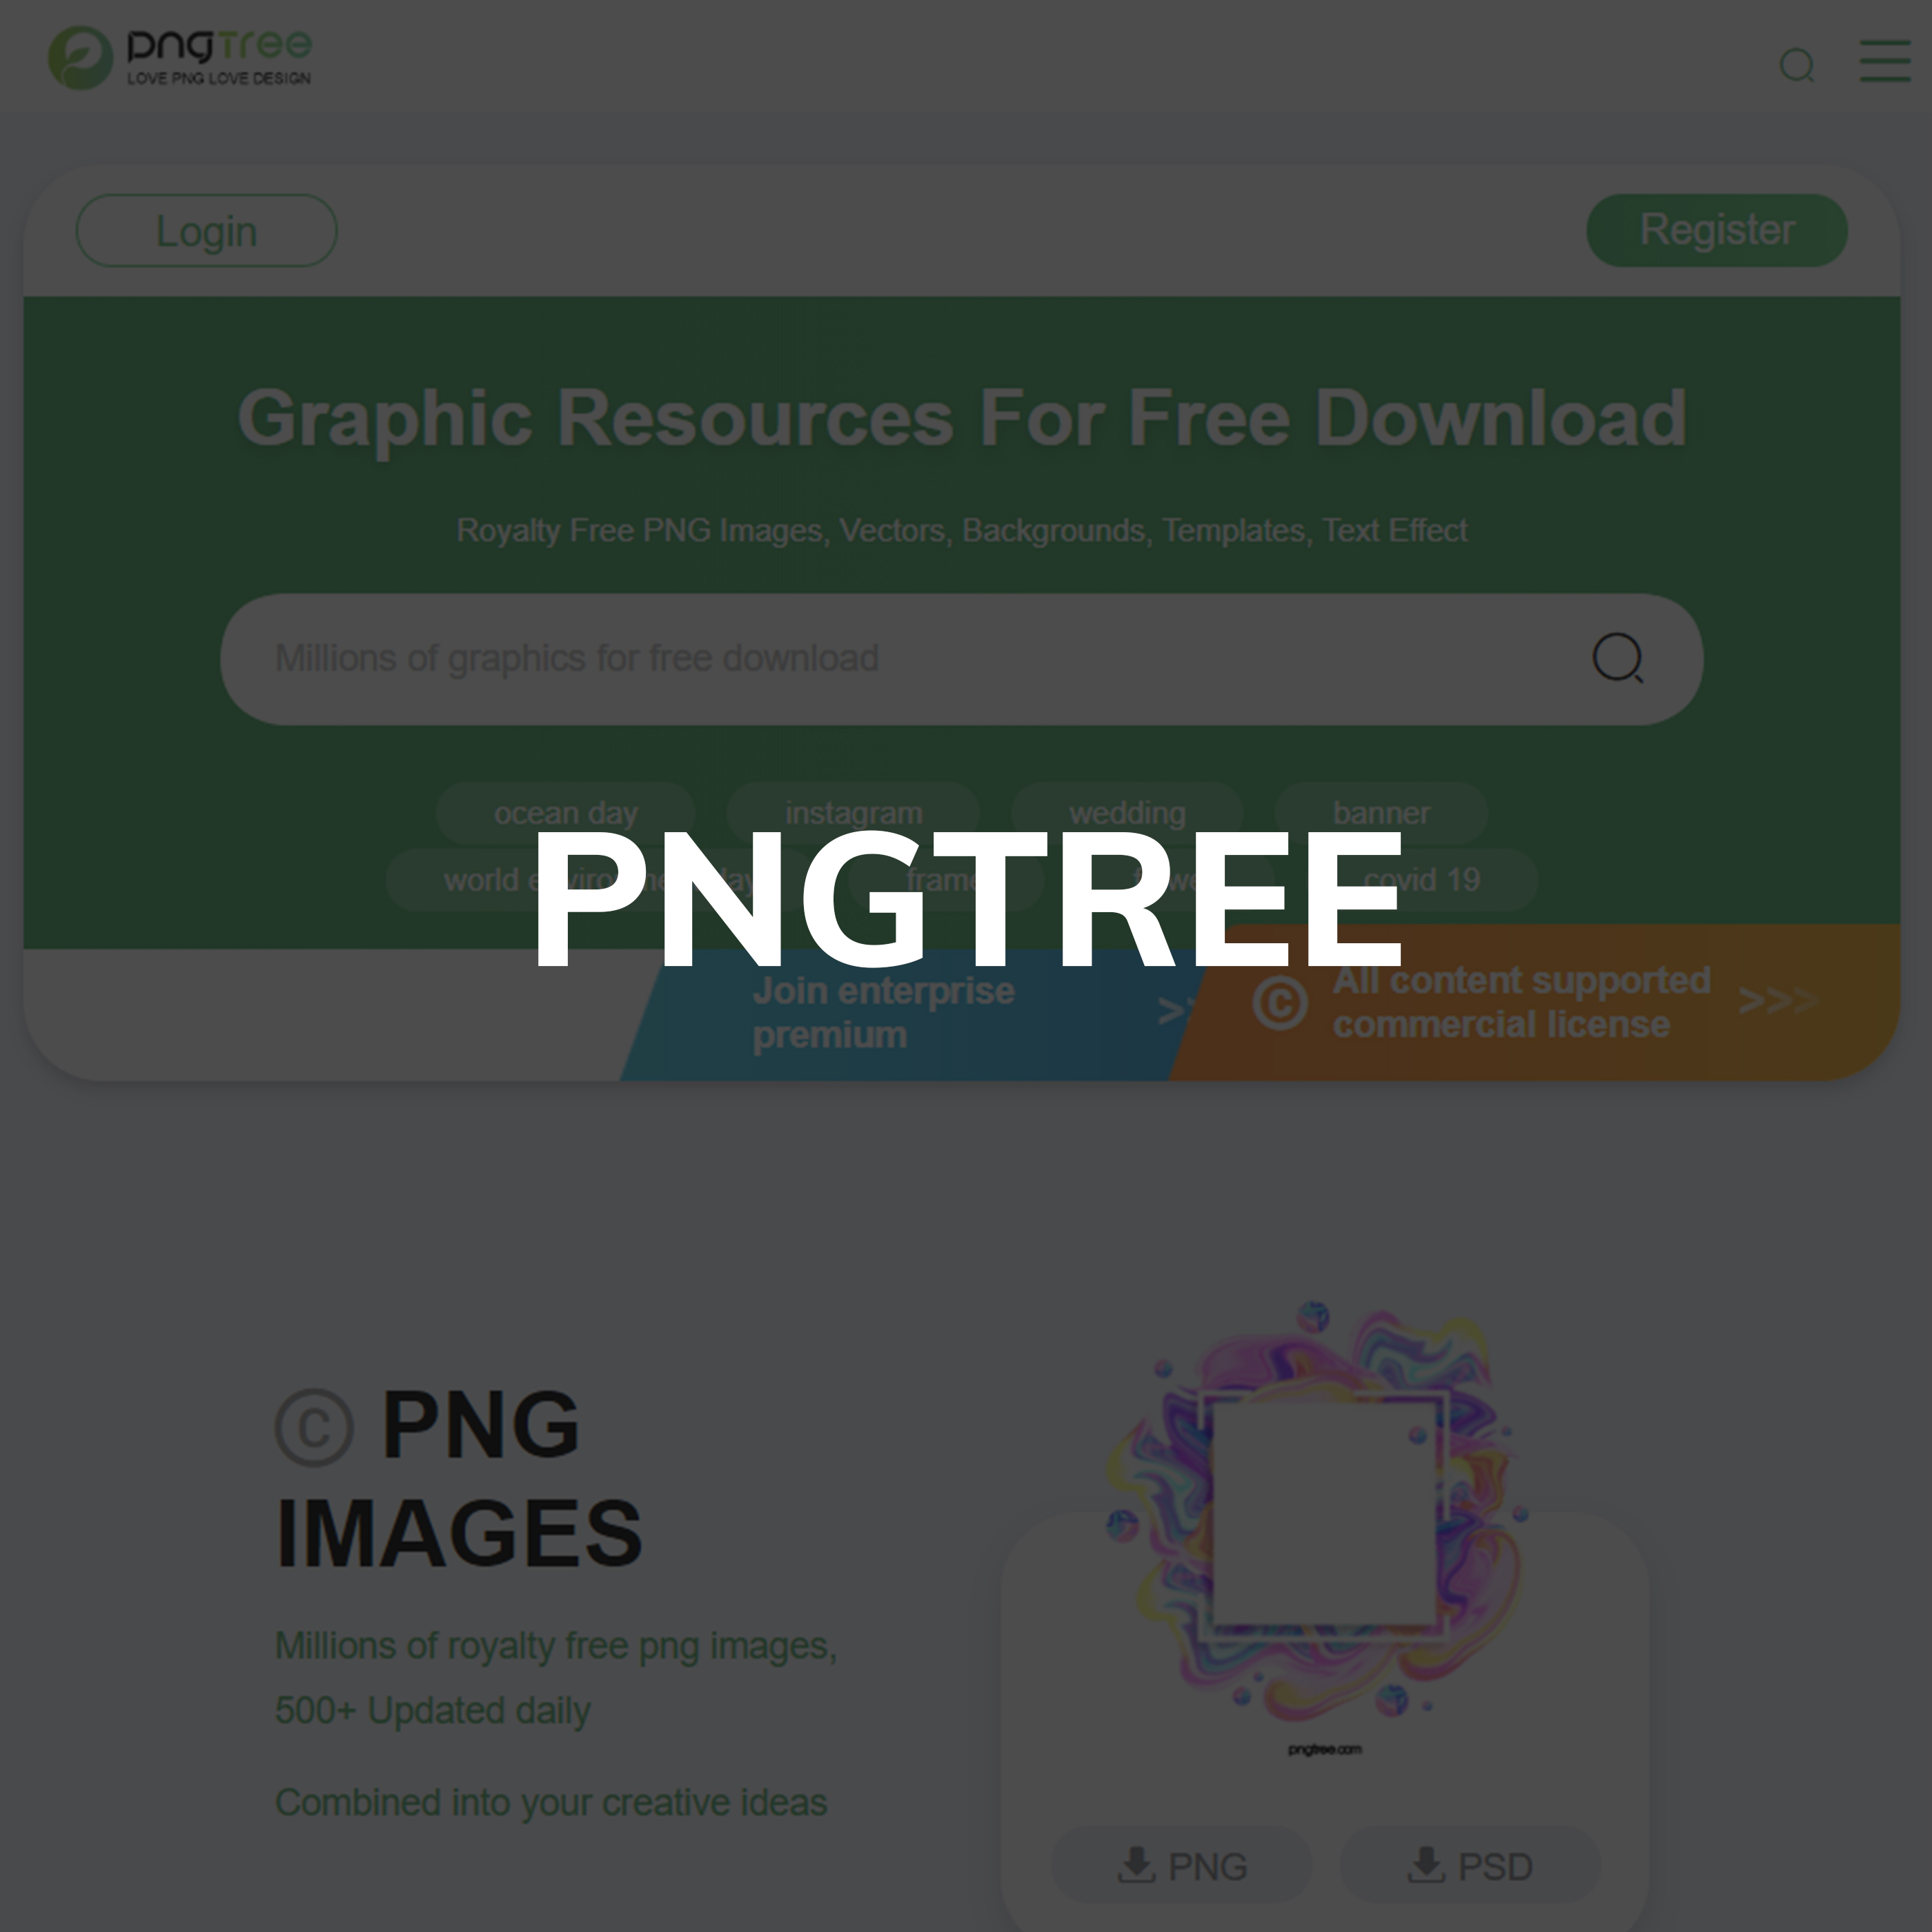 pngTree
LOVE PNG LOVE DESIGN
Login
Register
Graphic Resources For Free Download
Royalty Free PNG Images, Vectors, Backgrounds, Templates, Text Effect
Millions of graphics for free download
ocean day instagram wedding banner
world frame covid 19
PNGTREE
Join enterprise
premium
>>
© All content supported
commercial license
>>>
© PNG
IMAGES
Millions of royalty free png images,
500+ Updated daily
Combined into your creative ideas
pngtree.com
PNG PSD